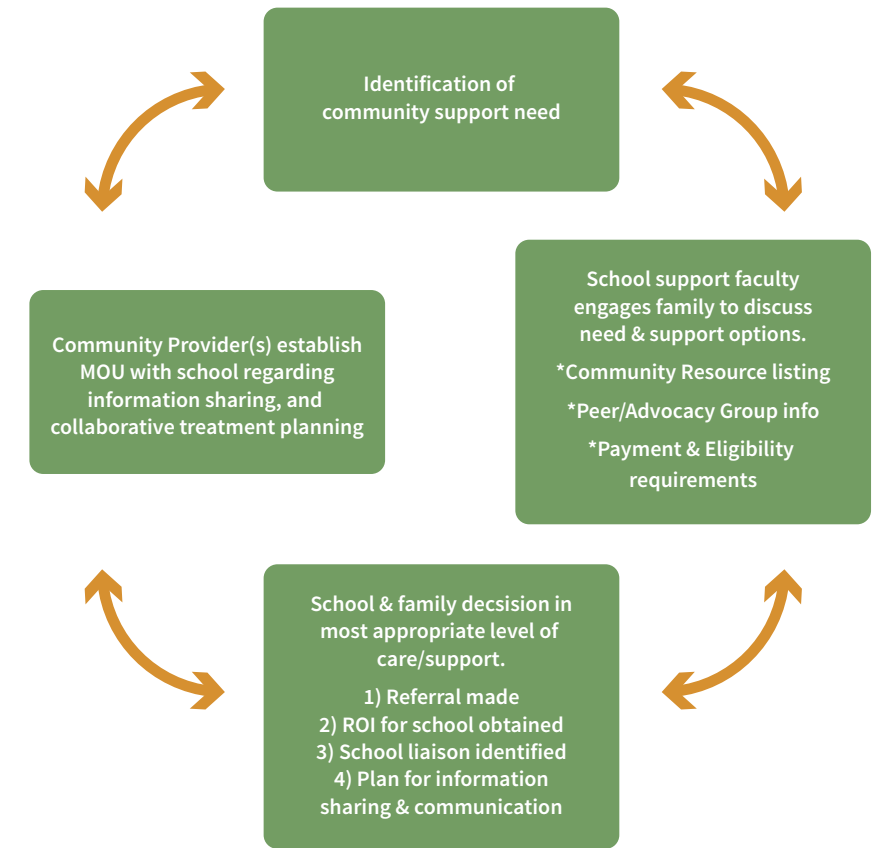 Identification of
community support need
School support faculty
engages family to discuss
need & support options.
*Community Resource listing
*Peer/Advocacy Group info
*Payment & Eligibility
requirements
School & family decsision in
most appropriate level of
care/support.
1) Referral made
2) ROI for school obtained
3) School liaison identified
4) Plan for information
sharing & communication
Community Provider(s) establish
MOU with school regarding
information sharing, and
collaborative treatment planning